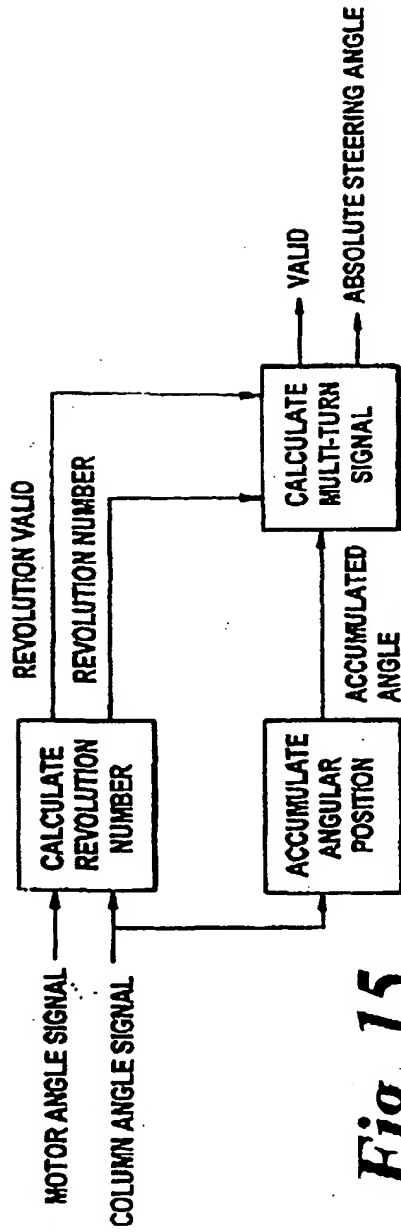 MOTOR ANGLE SIGNAL
COLUMN ANGLE SIGNAL
CALCULATE
REVOLUTION
NUMBER
REVOLUTION VALID
REVOLUTION NUMBER
ACCUMULATE
ANGULAR
POSITION
ACCUMULATED
ANGLE
CALCULATE
MULTI-TURN
SIGNAL
VALID
ABSOLUTE STEERING ANGLE
Fig. 15